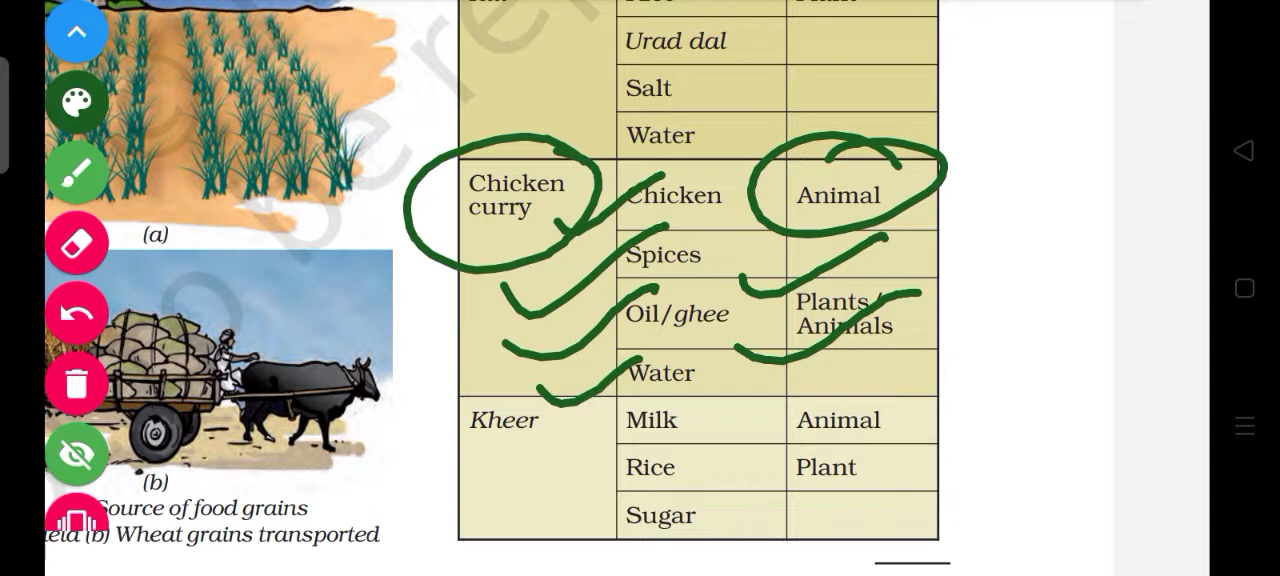 (a)
(b)
Source of food grains
(b) Wheat grains transported
Urad dal
Salt
Water
Chicken curry
Chicken
Animal
Spices
Oil/ghee
Plants/
Animals
Water
Kheer
Milk
Animal
Rice
Plant
Sugar